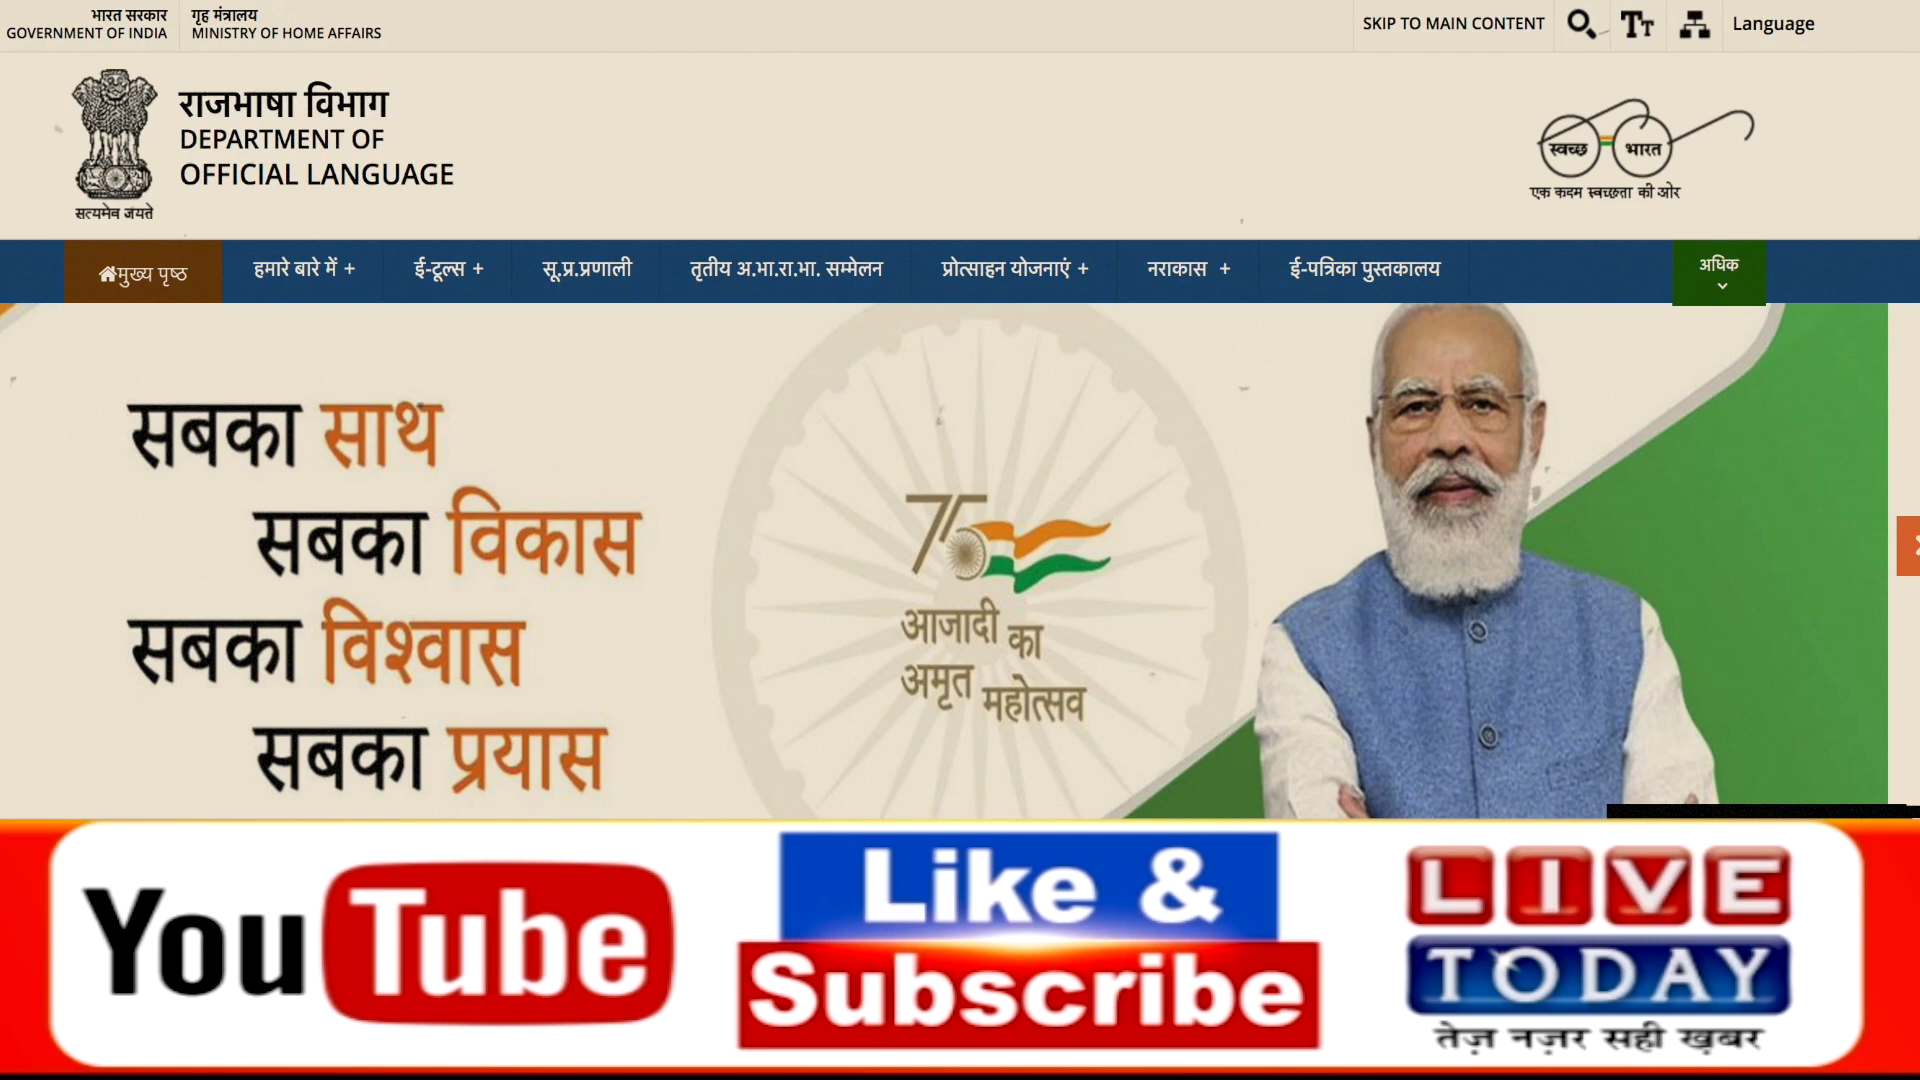 भारत सरकार
GOVERNMENT OF INDIA
गृह मंत्रालय
MINISTRY OF HOME AFFAIRS
SKIP TO MAIN CONTENT
Tт
Language
राजभाषा विभाग
DEPARTMENT OF
OFFICIAL LANGUAGE
सत्यमेव जयते
स्वच्छ भारत
एक कदम स्वच्छता की ओर
मुख्य पृष्ठ
हमारे बारे में +
ई-टूल्स +
सू.प्र.प्रणाली
तृतीय अ.भा.रा.भा. सम्मेलन
प्रोत्साहन योजनाएं +
नराकास +
ई-पत्रिका पुस्तकालय
अधिक
सबका साथ
सबका विकास
सबका विश्वास
सबका प्रयास
75
आजादी का
अमृत महोत्सव
YouTube
Like &
Subscribe
LIVE
TODAY
तेज़ नज़र सही ख़बर